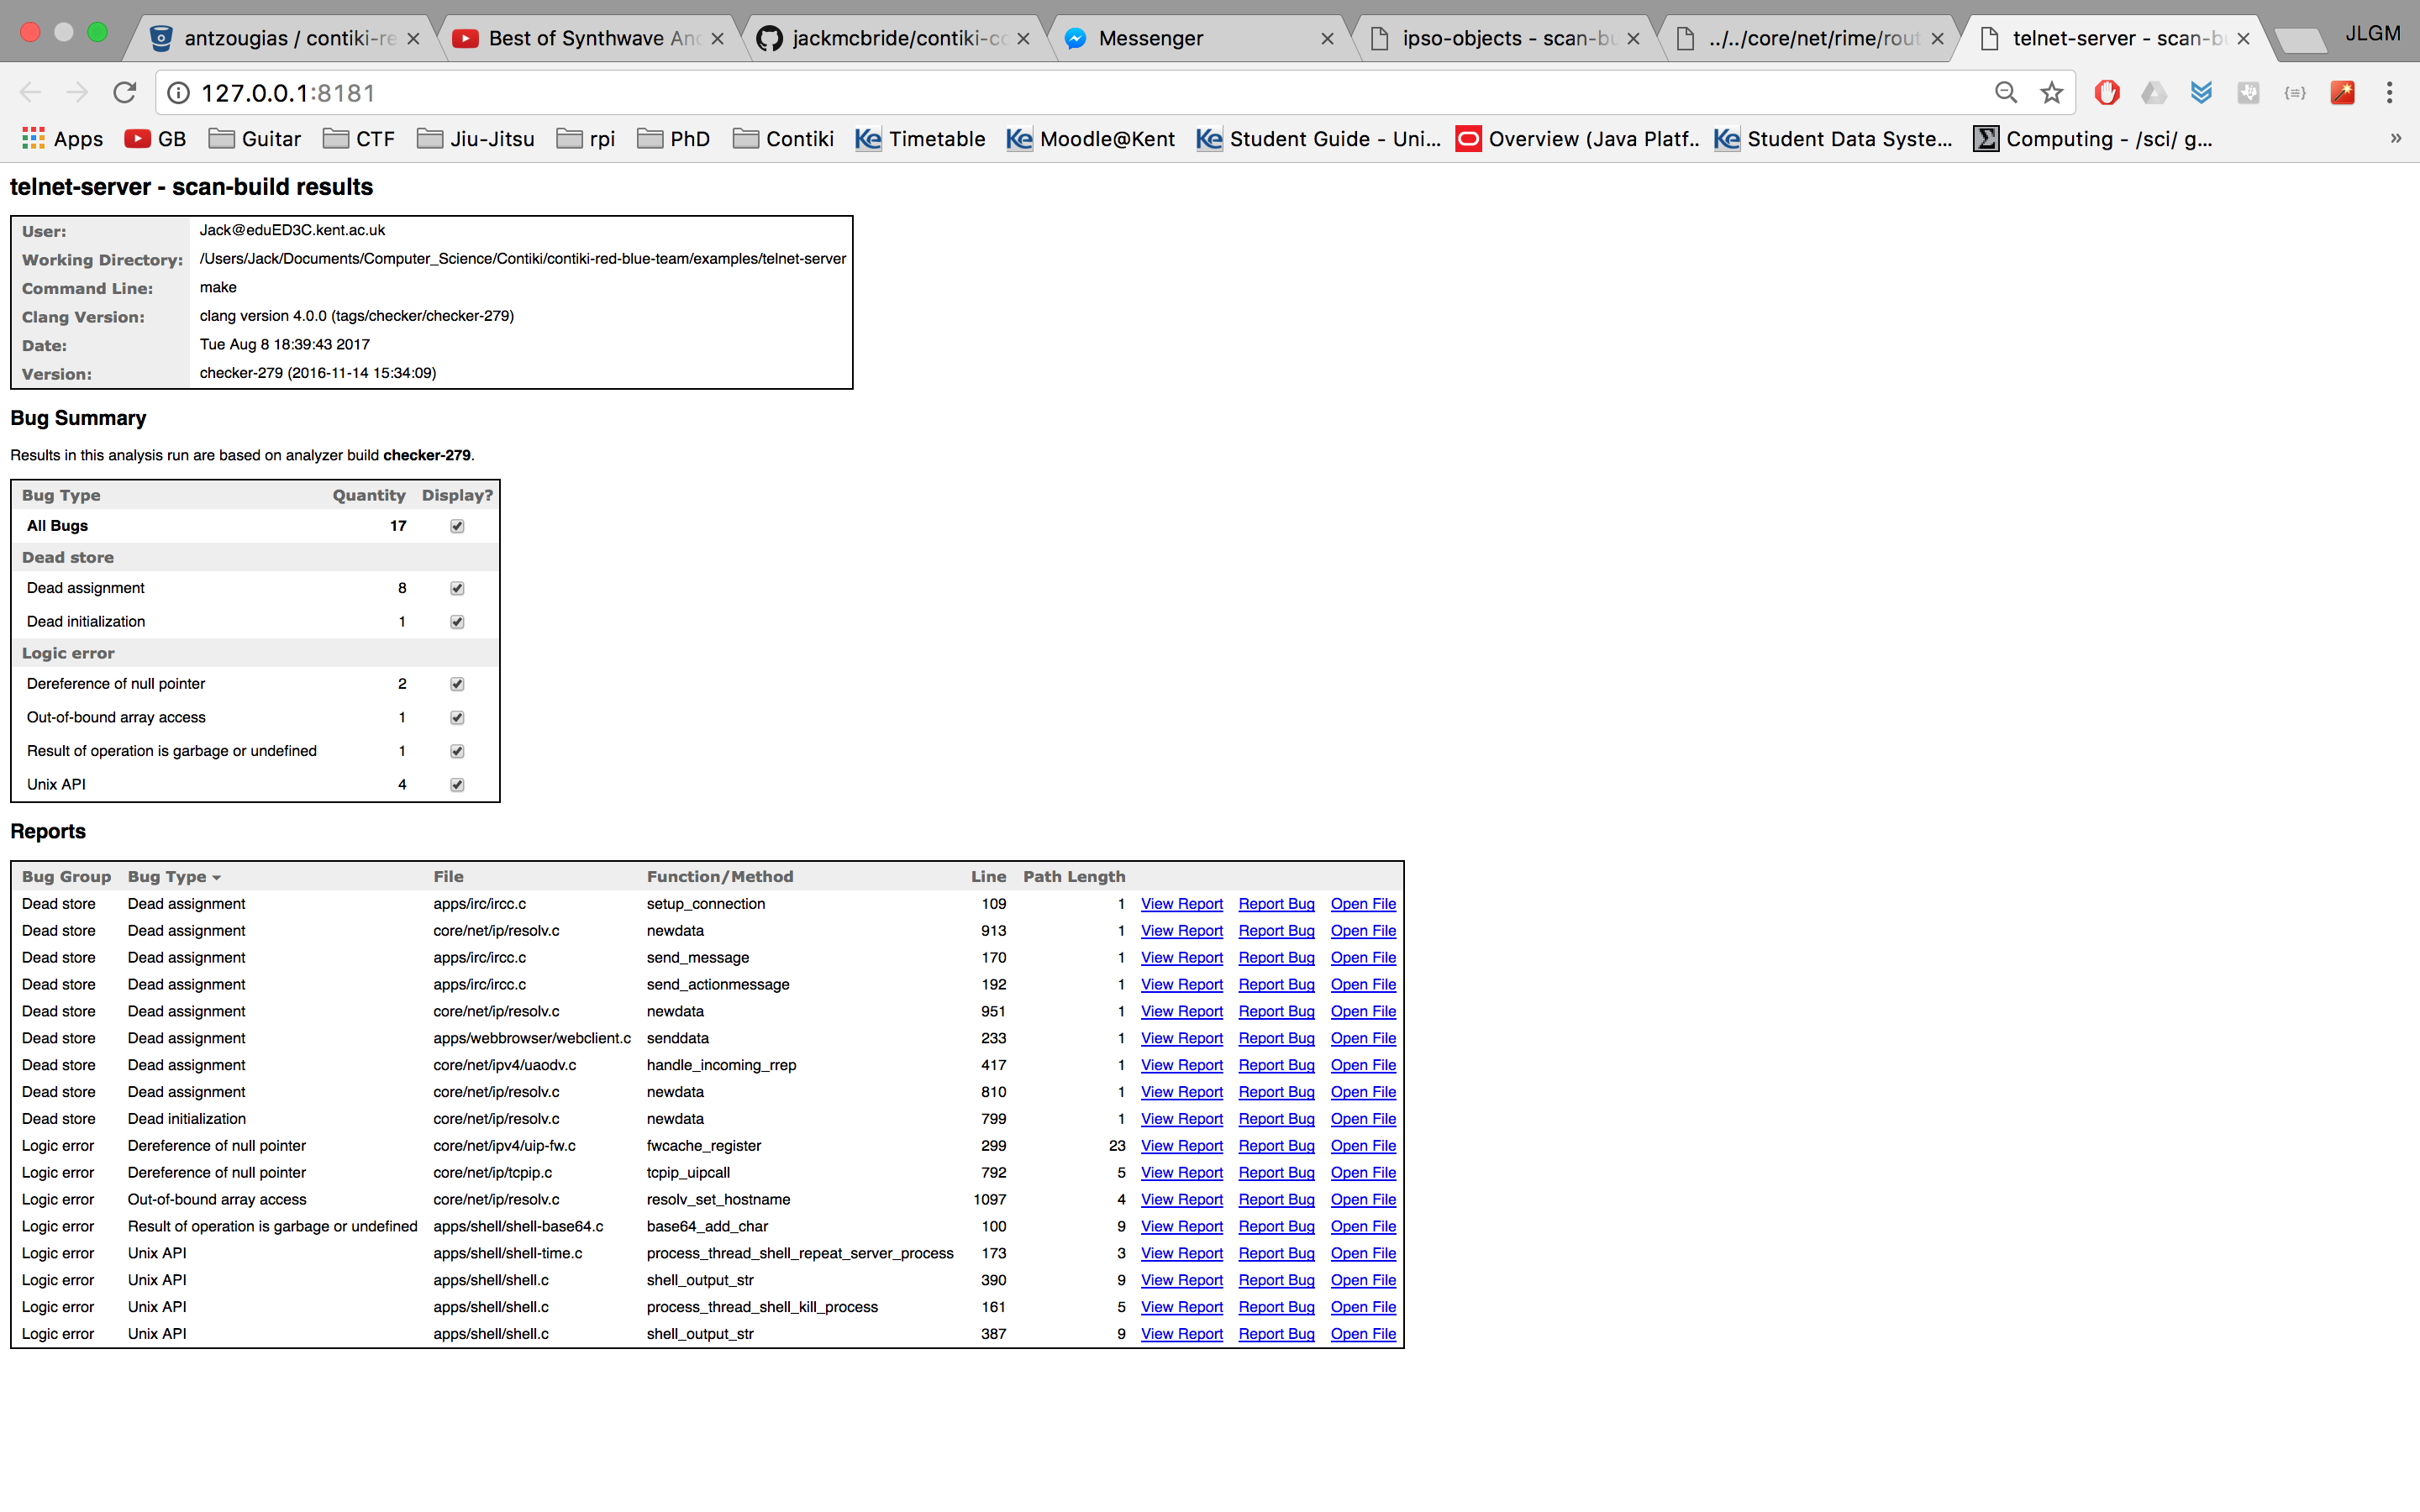 antzougias / contiki-re
Best of Synthwave And
jackmcbride/contiki-co
Messenger
ipso-objects - scan-bu
../../core/net/rime/rout
telnet-server - scan-bu
JLGM
127.0.0.1:8181
Apps GB Guitar CTF Jiu-Jitsu rpi PhD Contiki Timetable Moodle@Kent Student Guide - Uni... Overview (Java Platf.. Student Data Syste... Computing - /sci/ g... »
telnet-server - scan-build results
User: Jack@eduED3C.kent.ac.uk
Working Directory: /Users/Jack/Documents/Computer_Science/Contiki/contiki-red-blue-team/examples/telnet-server
Command Line: make
Clang Version: clang version 4.0.0 (tags/checker/checker-279)
Date: Tue Aug 8 18:39:43 2017
Version: checker-279 (2016-11-14 15:34:09)
Bug Summary
Results in this analysis run are based on analyzer build checker-279.
Bug Type Quantity Display?
All Bugs 17
Dead store
Dead assignment 8
Dead initialization 1
Logic error
Dereference of null pointer 2
Out-of-bound array access 1
Result of operation is garbage or undefined 1
Unix API 4
Reports
Bug Group Bug Type File Function/Method Line Path Length
Dead store Dead assignment apps/irc/ircc.c setup_connection 109 1 View Report Report Bug Open File
Dead store Dead assignment core/net/ip/resolv.c newdata 913 1 View Report Report Bug Open File
Dead store Dead assignment apps/irc/ircc.c send_message 170 1 View Report Report Bug Open File
Dead store Dead assignment apps/irc/ircc.c send_actionmessage 192 1 View Report Report Bug Open File
Dead store Dead assignment core/net/ip/resolv.c newdata 951 1 View Report Report Bug Open File
Dead store Dead assignment apps/webbrowser/webclient.c senddata 233 1 View Report Report Bug Open File
Dead store Dead assignment core/net/ipv4/uaodv.c handle_incoming_rrep 417 1 View Report Report Bug Open File
Dead store Dead assignment core/net/ip/resolv.c newdata 810 1 View Report Report Bug Open File
Dead store Dead initialization core/net/ip/resolv.c newdata 799 1 View Report Report Bug Open File
Logic error Dereference of null pointer core/net/ipv4/uip-fw.c fwcache_register 299 23 View Report Report Bug Open File
Logic error Dereference of null pointer core/net/ip/tcpip.c tcpip_uipcall 792 5 View Report Report Bug Open File
Logic error Out-of-bound array access core/net/ip/resolv.c resolv_set_hostname 1097 4 View Report Report Bug Open File
Logic error Result of operation is garbage or undefined apps/shell/shell-base64.c base64_add_char 100 9 View Report Report Bug Open File
Logic error Unix API apps/shell/shell-time.c process_thread_shell_repeat_server_process 173 3 View Report Report Bug Open File
Logic error Unix API apps/shell/shell.c shell_output_str 390 9 View Report Report Bug Open File
Logic error Unix API apps/shell/shell.c process_thread_shell_kill_process 161 5 View Report Report Bug Open File
Logic error Unix API apps/shell/shell.c shell_output_str 387 9 View Report Report Bug Open File